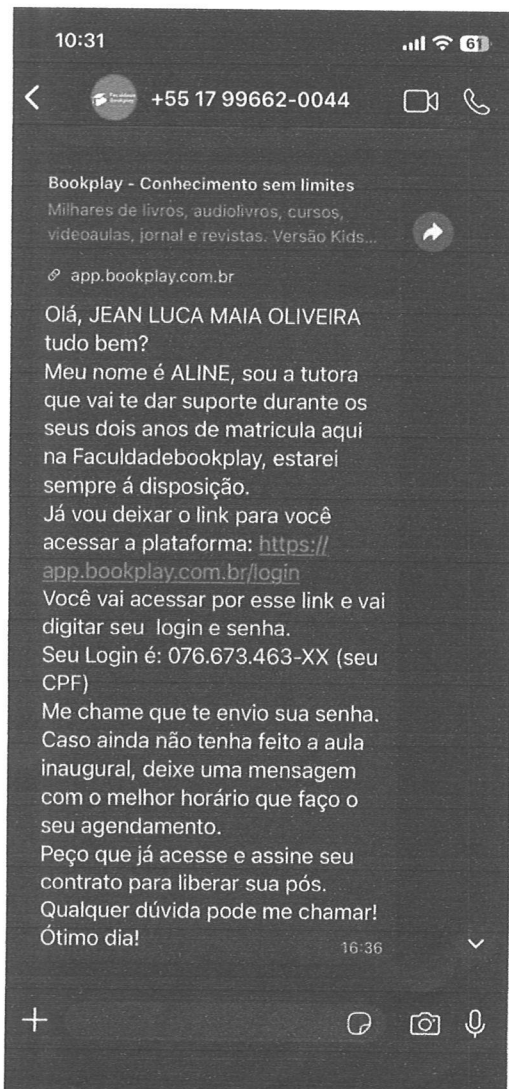 10:31
61
Faculdade
Bookplay
+55 17 99662-0044
Bookplay - Conhecimento sem limites
Milhares de livros, audiolivros, cursos,
videoaulas, jornal e revistas. Versão Kids...
app.bookplay.com.br
Olá, JEAN LUCA MAIA OLIVEIRA
tudo bem?
Meu nome é ALINE, sou a tutora
que vai te dar suporte durante os
seus dois anos de matricula aqui
na Faculdadebookplay, estarei
sempre á disposição.
Já vou deixar o link para você
acessar a plataforma: https://
app.bookplay.com.br/login
Você vai acessar por esse link e vai
digitar seu login e senha.
Seu Login é: 076.673.463-XX (seu
CPF)
Me chame que te envio sua senha.
Caso ainda não tenha feito a aula
inaugural, deixe uma mensagem
com o melhor horário que faço o
seu agendamento.
Peço que já acesse e assine seu
contrato para liberar sua pós.
Qualquer dúvida pode me chamar!
Ótimo dia!
16:36